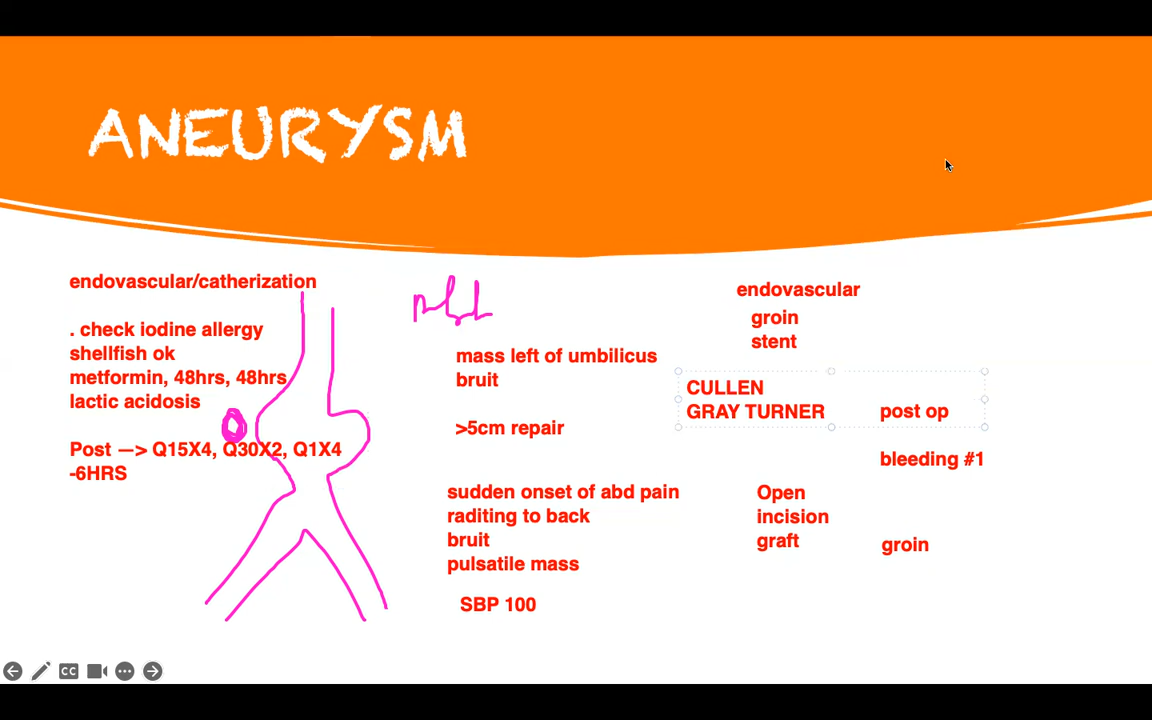 ANEURYSM
endovascular/catherization
. check iodine allergy
shellfish ok
metformin, 48hrs, 48hrs
lactic acidosis
Post —> Q15X4, Q30X2, Q1X4
-6HRS
mass left of umbilicus
bruit
>5cm repair
sudden onset of abd pain
raditing to back
bruit
pulsatile mass
SBP 100
endovascular
groin
stent
CULLEN
GRAY TURNER
post op
bleeding #1
Open
incision
graft
groin
CC